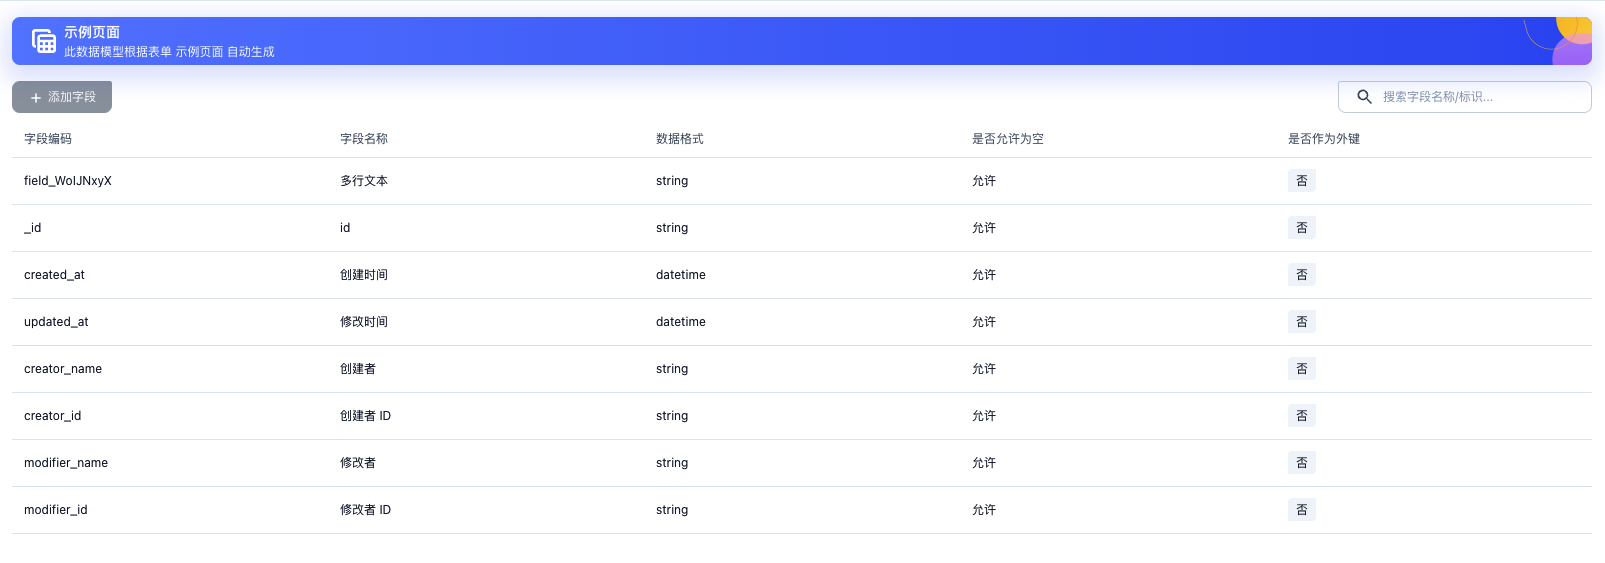 示例页面
此数据模型根据表单 示例页面 自动生成
+ 添加字段
搜索字段名称/标识...
字段编码 字段名称 数据格式 是否允许为空 是否作为外键
field_WoIJNxyX 多行文本 string 允许 否
_id id string 允许 否
created_at 创建时间 datetime 允许 否
updated_at 修改时间 datetime 允许 否
creator_name 创建者 string 允许 否
creator_id 创建者 ID string 允许 否
modifier_name 修改者 string 允许 否
modifier_id 修改者 ID string 允许 否